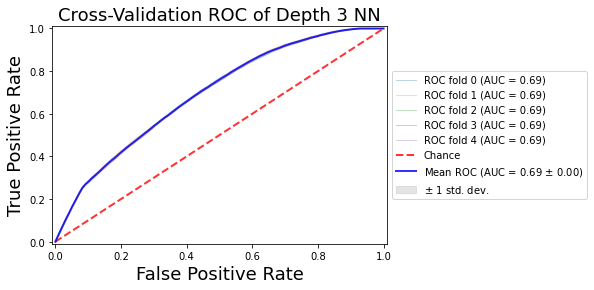 Cross-Validation ROC of Depth 3 NN
True Positive Rate
1.0
0.8
0.6
0.4
0.2
0.0
0.0 0.2 0.4 0.6 0.8 1.0
False Positive Rate
ROC fold 0 (AUC = 0.69)
ROC fold 1 (AUC = 0.69)
ROC fold 2 (AUC = 0.69)
ROC fold 3 (AUC = 0.69)
ROC fold 4 (AUC = 0.69)
Chance
Mean ROC (AUC = 0.69 ± 0.00)
± 1 std. dev.